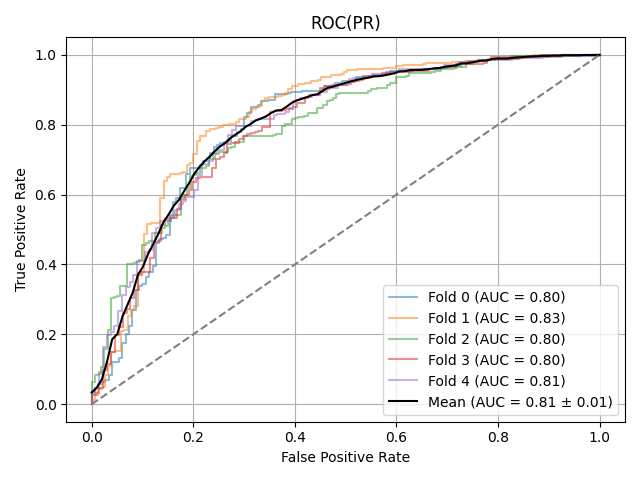 ROC(PR)
True Positive Rate
1.0
0.8
0.6
0.4
0.2
0.0
Fold 0 (AUC = 0.80)
Fold 1 (AUC = 0.83)
Fold 2 (AUC = 0.80)
Fold 3 (AUC = 0.80)
Fold 4 (AUC = 0.81)
Mean (AUC = 0.81 ± 0.01)
0.0 0.2 0.4 0.6 0.8 1.0
False Positive Rate